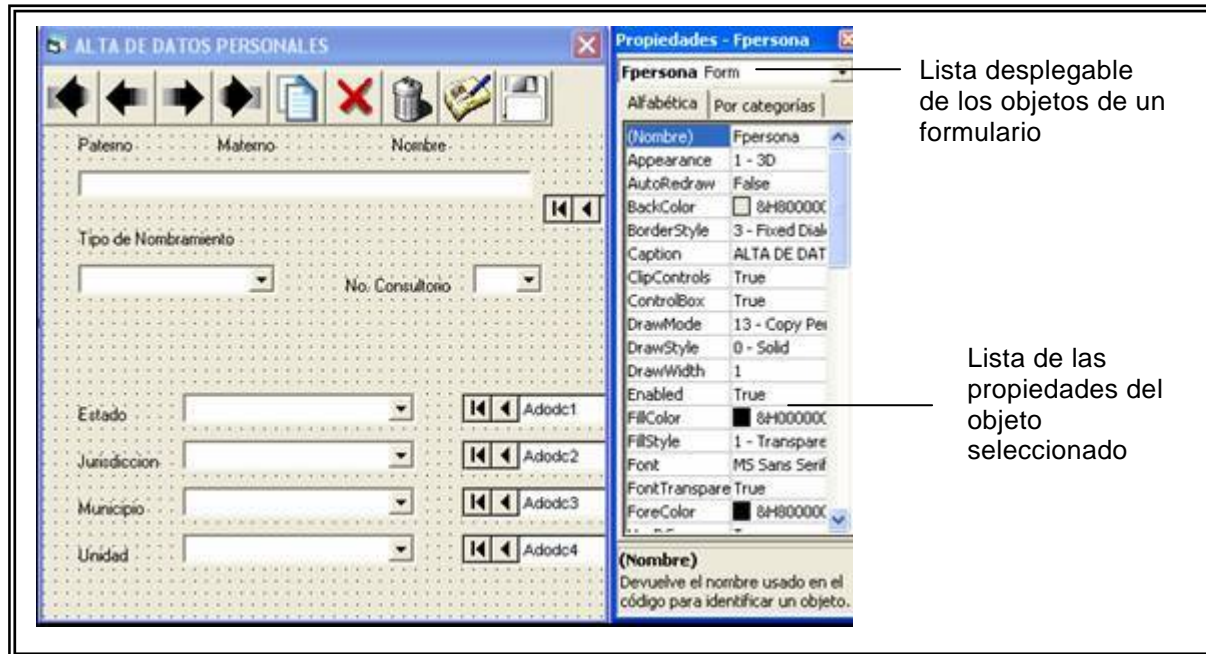 ALTA DE DATOS PERSONALES
Paterno Materno Nombre
Tipo de Nombramiento
No. Consultorio
Estado
Adodc1
Jurisdiccion
Adodc2
Municipio
Adodc3
Unidad
Adodc4
Propiedades - Fpersona
Fpersona Form
Alfabética Por categorías
(Nombre) Fpersona
Appearance 1 - 3D
AutoRedraw False
BackColor
BorderStyle 3 - Fixed Dial
Caption ALTA DE DAT
ClipControls True
ControlBox True
DrawMode 13 - Copy Pe
DrawStyle 0 - Solid
DrawWidth 1
Enabled True
FillColor
FillStyle 1 - Transpare
Font MS Sans Serif
FontTranspare True
ForeColor
(Nombre)
Devuelve el nombre usado en el
código para identificar un objeto.
Lista desplegable
de los objetos de un
formulario
Lista de las
propiedades del
objeto
seleccionado